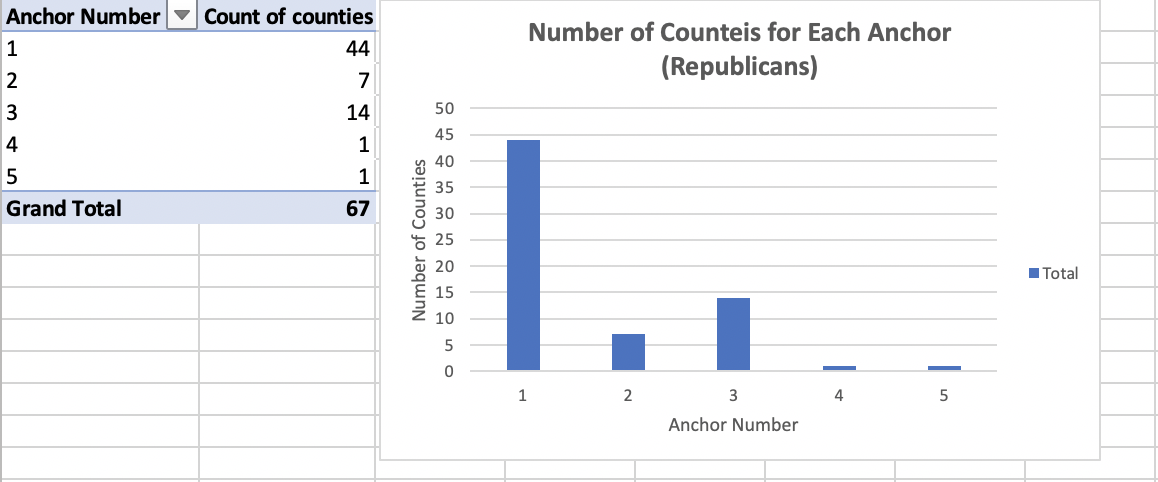 Anchor Number Count of counties
1 44
2 7
3 14
4 1
5 1
Grand Total 67
Number of Counteis for Each Anchor
(Republicans)
Number of Counties
50
45
40
35
30
25
20
15
10
5
0
1 2 3 4 5
Anchor Number
Total